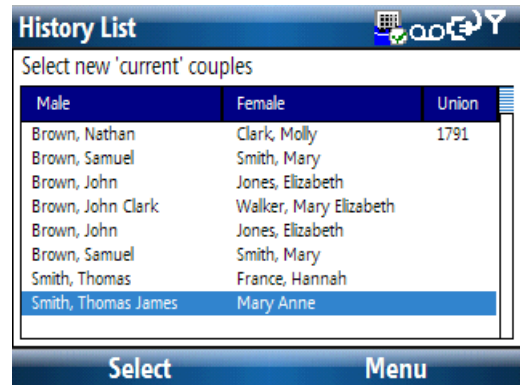 History List
Select new 'current' couples
Male Female Union
Brown, Nathan Clark, Molly 1791
Brown, Samuel Smith, Mary
Brown, John Jones, Elizabeth
Brown, John Clark Walker, Mary Elizabeth
Brown, John Jones, Elizabeth
Brown, Samuel Smith, Mary
Smith, Thomas France, Hannah
Smith, Thomas James Mary Anne
Select Menu